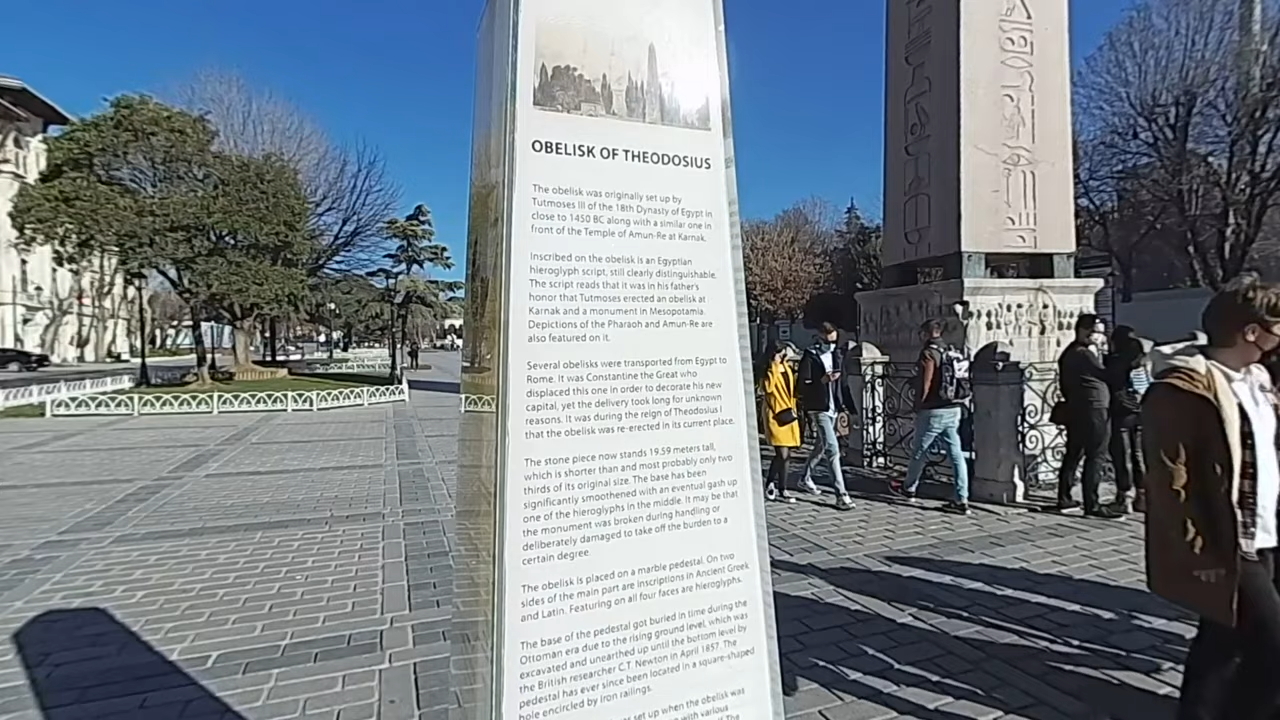 OBELISK OF THEODOSIUS
The obelisk was originally set up by
Tutmoses III of the 18th Dynasty of Egypt in
close to 1450 BC along with a similar one in
front of the Temple of Amun-Re at Karnak.
Inscribed on the obelisk is an Egyptian
hieroglyph script, still clearly distinguishable.
The script reads that it was in his father's
honor that Tutmoses erected an obelisk at
Karnak and a monument in Mesopotamia.
Depictions of the Pharaoh and Amun-Re are
also featured on it.
Several obelisks were transported from Egypt to
Rome. It was Constantine the Great who
displaced this one in order to decorate his new
capital, yet the delivery took long for unknown
reasons. It was during the reign of Theodosius I
that the obelisk was re-erected in its current place.
The stone piece now stands 19.59 meters tall,
which is shorter than and most probably only two
thirds of its original size. The base has been
significantly smoothened with an eventual gash up
one of the hieroglyphs in the middle. It may be that
the monument was broken during handling or
deliberately damaged to take off the burden to a
certain degree.
The obelisk is placed on a marble pedestal. On two
sides of the main part are inscriptions in Ancient Greek
and Latin. Featuring on all four faces are hieroglyphs.
The base of the pedestal got buried in time during the
Ottoman era due to the rising ground level, which was
excavated and unearthed up until the bottom level by
the British researcher C.T. Newton in April 1857. The
pedestal has ever since been located in a square-shaped
hole encircled by iron railings.
set up when the obelisk was
with various
The